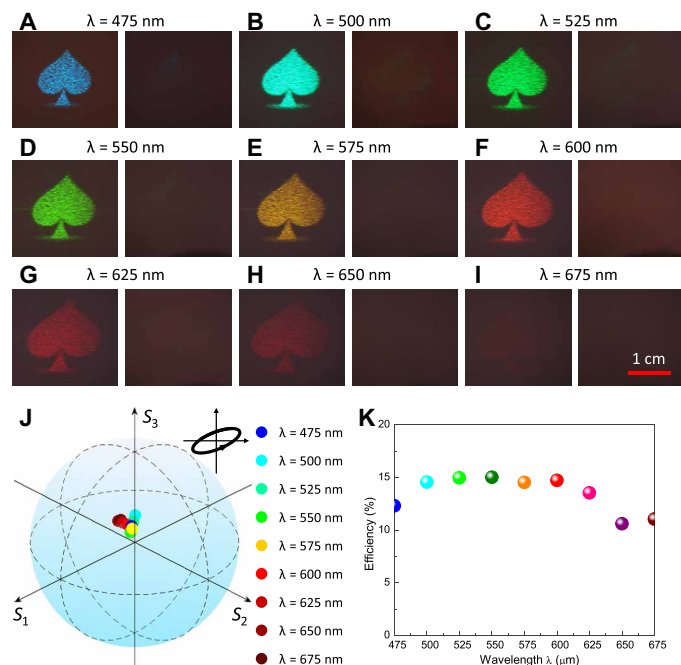 A λ = 475 nm
B λ = 500 nm
C λ = 525 nm
D λ = 550 nm
E λ = 575 nm
F λ = 600 nm
G λ = 625 nm
H λ = 650 nm
I λ = 675 nm
1 cm
J
S3
S1
S2
λ = 475 nm
λ = 500 nm
λ = 525 nm
λ = 550 nm
λ = 575 nm
λ = 600 nm
λ = 625 nm
λ = 650 nm
λ = 675 nm
K
Efficiency (%)
20
15
10
5
0
475 500 525 550 575 600 625 650 675
Wavelength λ (μm)